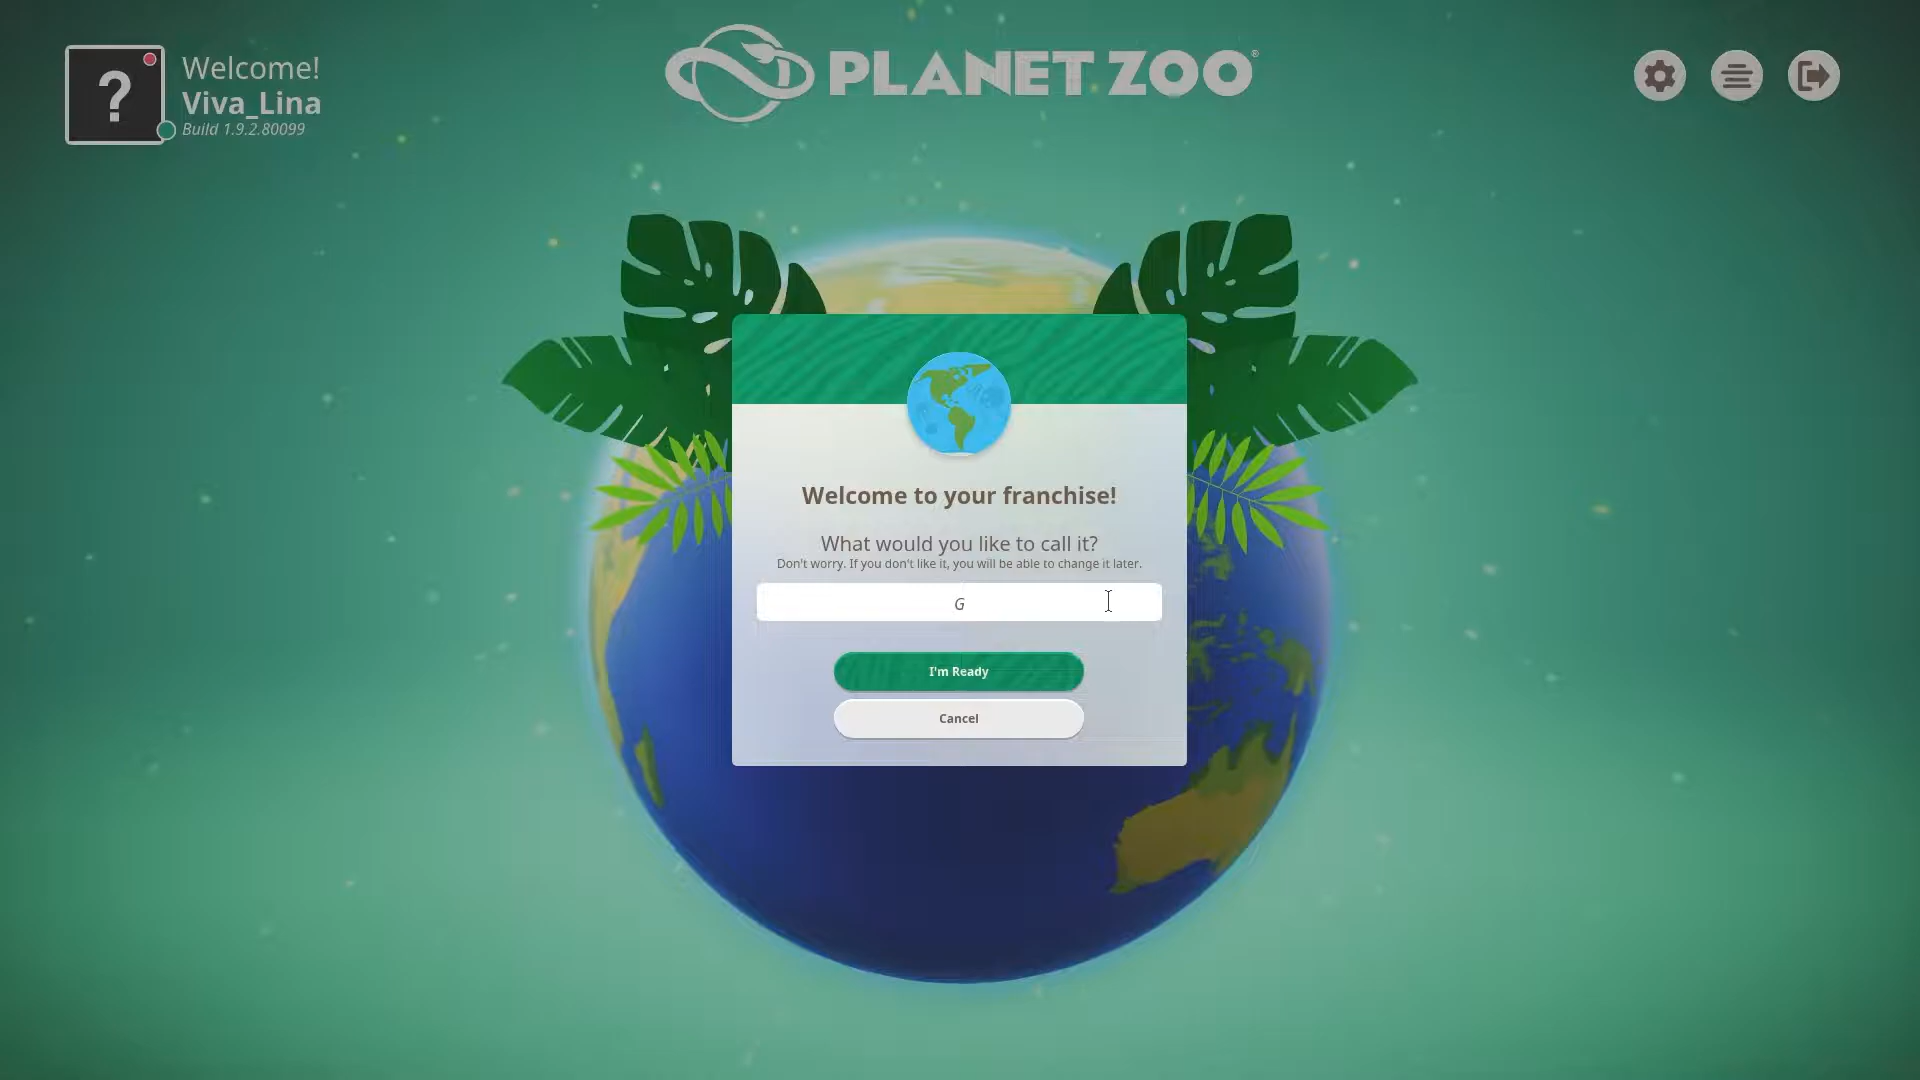 ?
Welcome!
Viva_Lina
Build 1.9.2.80099
PLANET ZOO®
Welcome to your franchise!
What would you like to call it?
Don't worry. If you don't like it, you will be able to change it later.
G
I'm Ready
Cancel